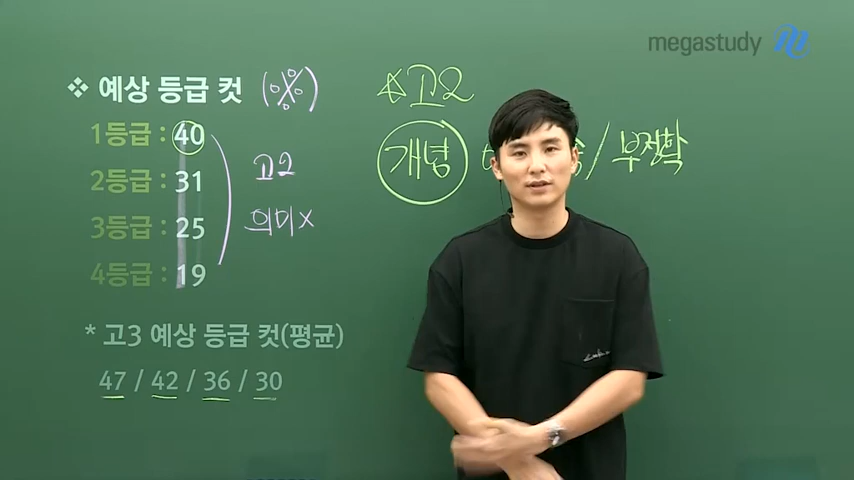 megastudy
❖ 예상 등급 컷 (※)
1등급 : 40
2등급 : 31
3등급 : 25
4등급 : 19
고2
의미×
* 고3 예상 등급 컷(평균)
47 / 42 / 36 / 30
☆고2
개념 / 부정확